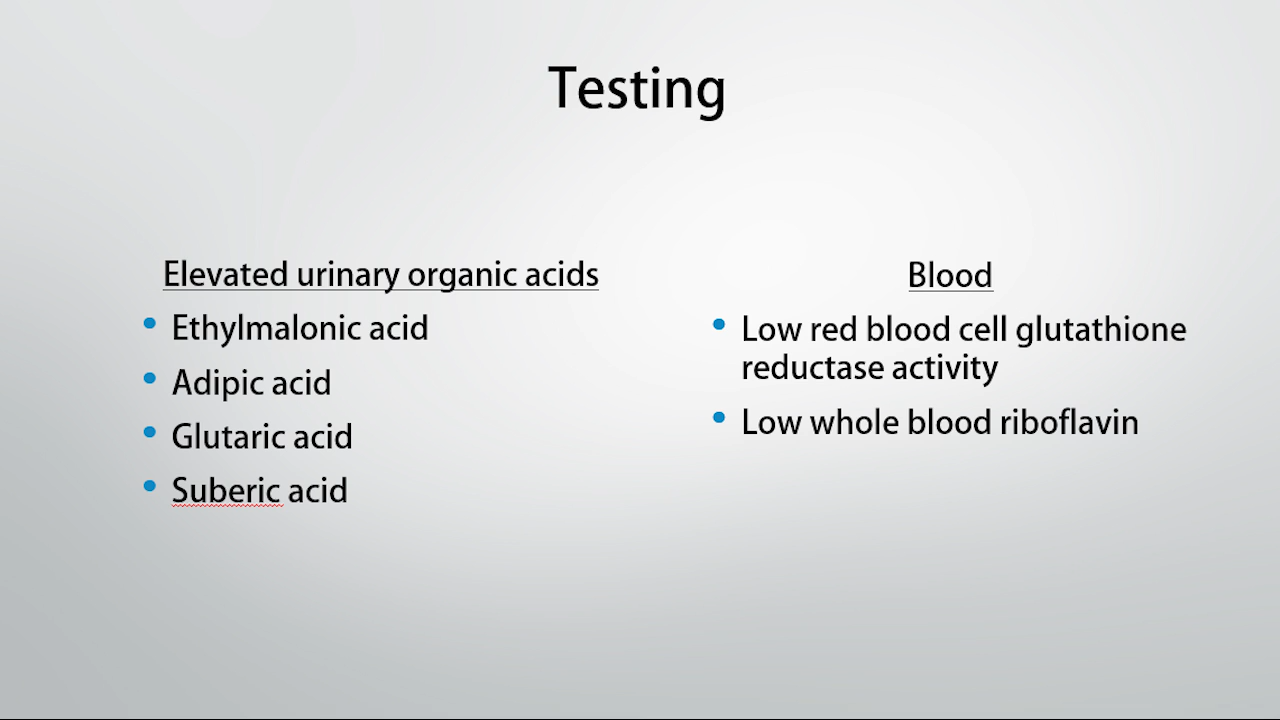 Testing
Elevated urinary organic acids
• Ethylmalonic acid
• Adipic acid
• Glutaric acid
• Suberic acid
Blood
• Low red blood cell glutathione
reductase activity
• Low whole blood riboflavin